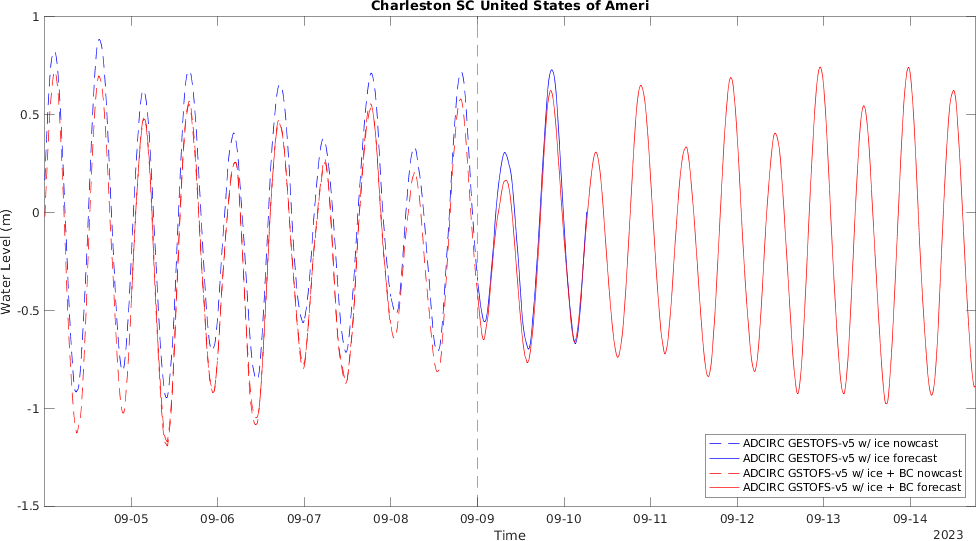 Charleston SC United States of Ameri
Water Level (m)
1
0.5
0
-0.5
-1
-1.5
09-05
09-06
09-07
09-08
09-09
09-10
09-11
09-12
09-13
09-14
Time
2023
ADCIRC GESTOFS-v5 w/ ice nowcast
ADCIRC GESTOFS-v5 w/ ice forecast
ADCIRC GSTOFS-v5 w/ ice + BC nowcast
ADCIRC GSTOFS-v5 w/ ice + BC forecast